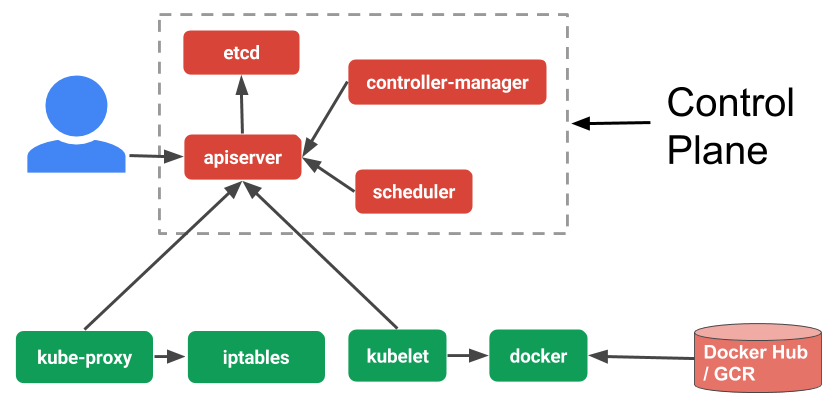 etcd
controller-manager
apiserver
scheduler
Control
Plane
kube-proxy
iptables
kubelet
docker
Docker Hub
/ GCR